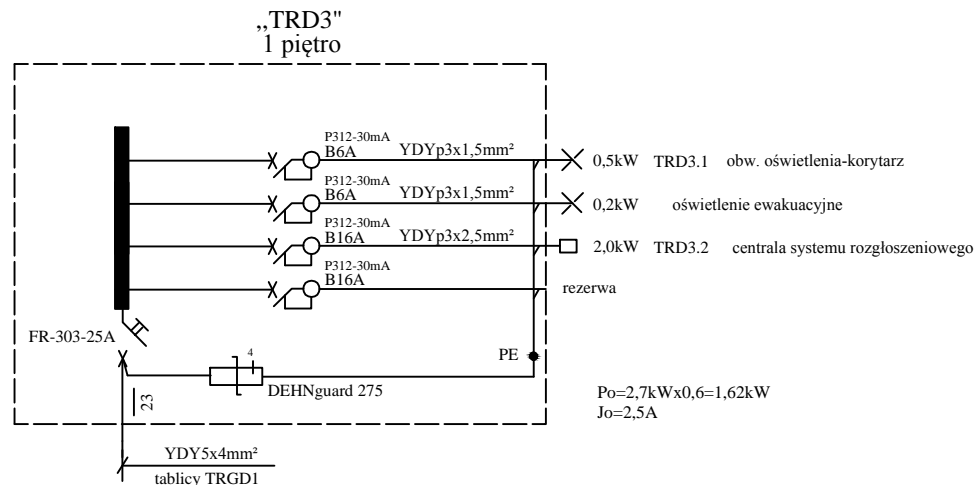 „TRD3"
1 piętro
P312-30mA
B6A YDYp3x1,5mm² 0,5kW TRD3.1 obw. oświetlenia-korytarz
P312-30mA
B6A YDYp3x1,5mm² 0,2kW oświetlenie ewakuacyjne
P312-30mA
B16A YDYp3x2,5mm² 2,0kW TRD3.2 centrala systemu rozgłoszeniowego
P312-30mA
B16A rezerwa
FR-303-25A
4
PE
DEHNguard 275
23
Po=2,7kWx0,6=1,62kW
Jo=2,5A
YDY5x4mm²
tablicy TRGD1